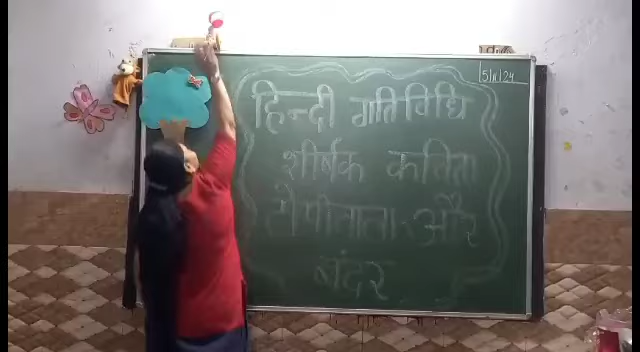 5/11/24
हिन्दी गतिविधि
शीर्षक कविता
टोपीवाला और
बंदर